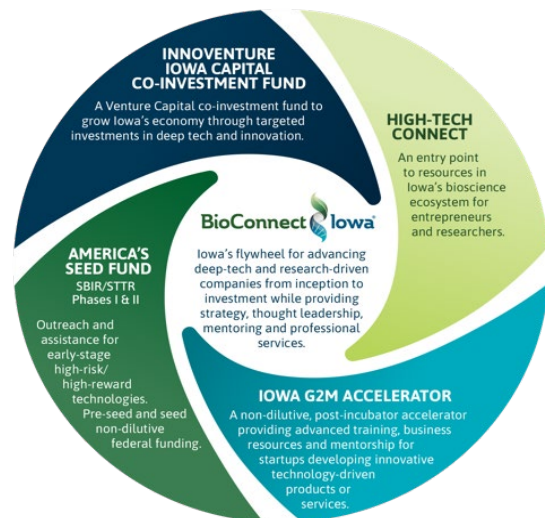 INNOVENTURE
IOWA CAPITAL
CO-INVESTMENT FUND
A Venture Capital co-investment fund to
grow Iowa's economy through targeted
investments in deep tech and innovation.
HIGH-TECH
CONNECT
An entry point
to resources in
Iowa's bioscience
ecosystem for
entrepreneurs
and researchers.
BioConnect Iowa®
Iowa's flywheel for advancing
deep-tech and research-driven
companies from inception to
investment while providing
strategy, thought leadership,
mentoring and professional
services.
AMERICA'S
SEED FUND
SBIR/STTR
Phases I & II
Outreach and
assistance for
early-stage
high-risk/
high-reward
technologies.
Pre-seed and seed
non-dilutive
federal funding.
IOWA G2M ACCELERATOR
A non-dilutive, post-incubator accelerator
providing advanced training, business
resources and mentorship for
startups developing innovative
technology-driven
products or
services.